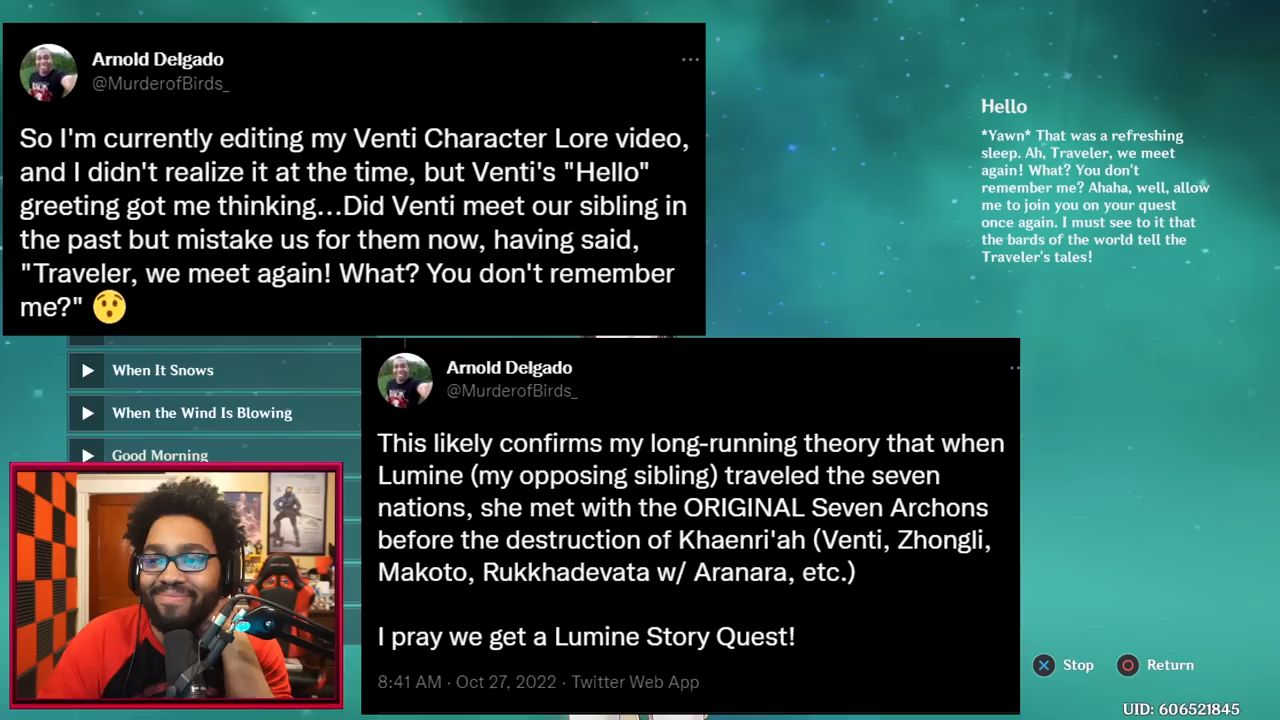 Arnold Delgado
@MurderofBirds_
So I'm currently editing my Venti Character Lore video,
and I didn't realize it at the time, but Venti's "Hello"
greeting got me thinking...Did Venti meet our sibling in
the past but mistake us for them now, having said,
"Traveler, we meet again! What? You don't remember
me?" 😯
Hello
*Yawn* That was a refreshing
sleep. Ah, Traveler, we meet
again! What? You don't
remember me? Ahaha, well, allow
me to join you on your quest
once again. I must see to it that
the bards of the world tell the
Traveler's tales!
When It Snows
When the Wind Is Blowing
Good Morning
Arnold Delgado
@MurderofBirds_
This likely confirms my long-running theory that when
Lumine (my opposing sibling) traveled the seven
nations, she met with the ORIGINAL Seven Archons
before the destruction of Khaenri'ah (Venti, Zhongli,
Makoto, Rukkhadevata w/ Aranara, etc.)
I pray we get a Lumine Story Quest!
8:41 AM · Oct 27, 2022 · Twitter Web App
Stop
Return
UID: 606521845